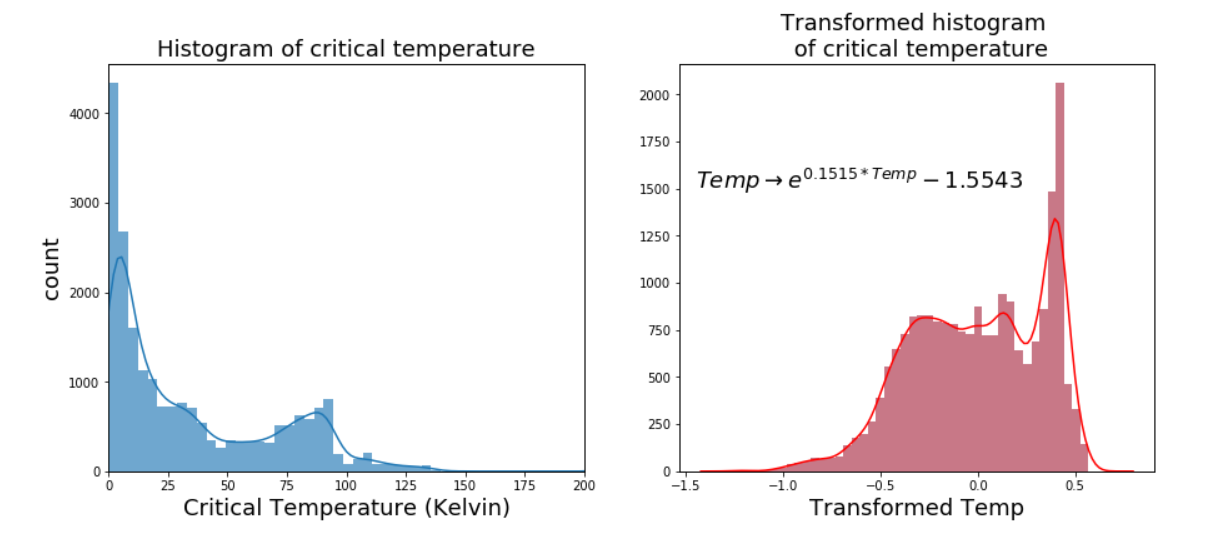 Histogram of critical temperature
count
4000
3000
2000
1000
0
0 25 50 75 100 125 150 175 200
Critical Temperature (Kelvin)
Transformed histogram
of critical temperature
2000
1750
1500
1250
1000
750
500
250
0
Temp → e^{0.1515*Temp} − 1.5543
−1.5 −1.0 −0.5 0.0 0.5
Transformed Temp